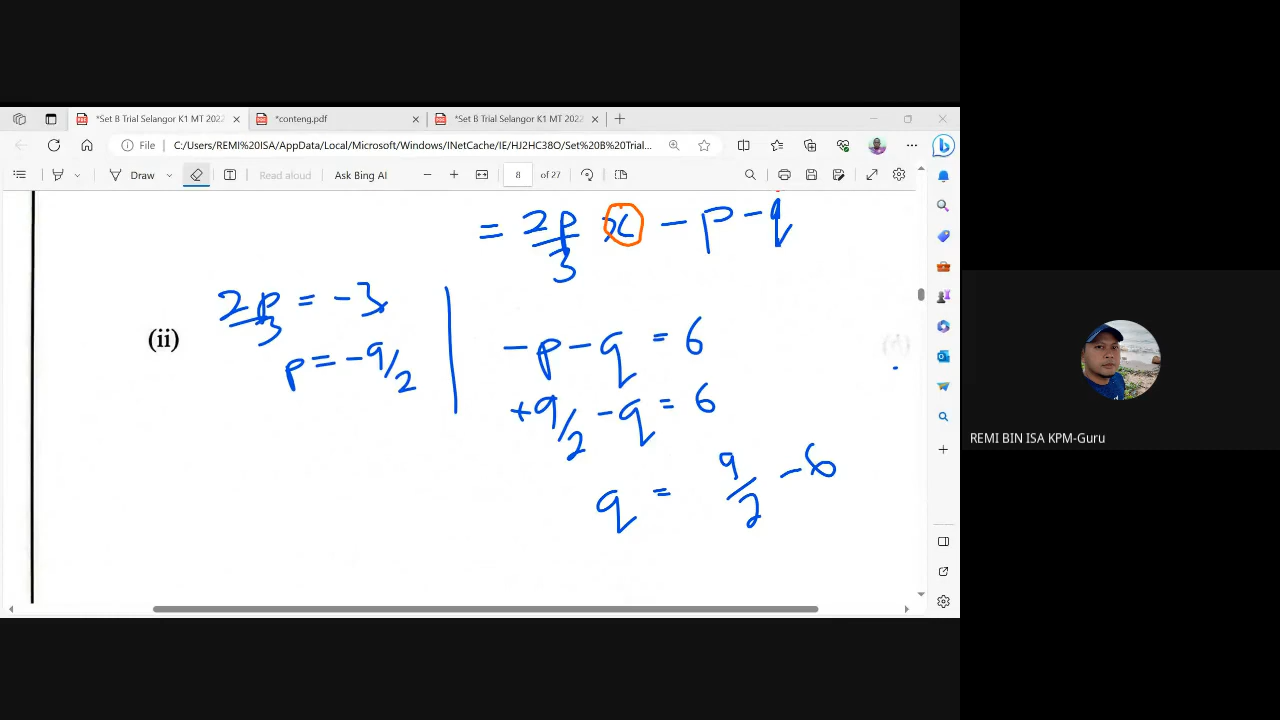 *Set B Trial Selangor K1 MT 2022
*conteng.pdf
*Set B Trial Selangor K1 MT 2022
File
C:/Users/REMI%20ISA/AppData/Local/Microsoft/Windows/INetCache/IE/HJ2HC38O/Set%20B%20Trial...
Draw
Read aloud
Ask Bing AI
8
of 27
= 2p/3 x - p - q
2p/3 = -3
(ii)
p = -9/2
-p - q = 6
+9/2 - q = 6
q = 9/2 - 6
REMI BIN ISA KPM-Guru